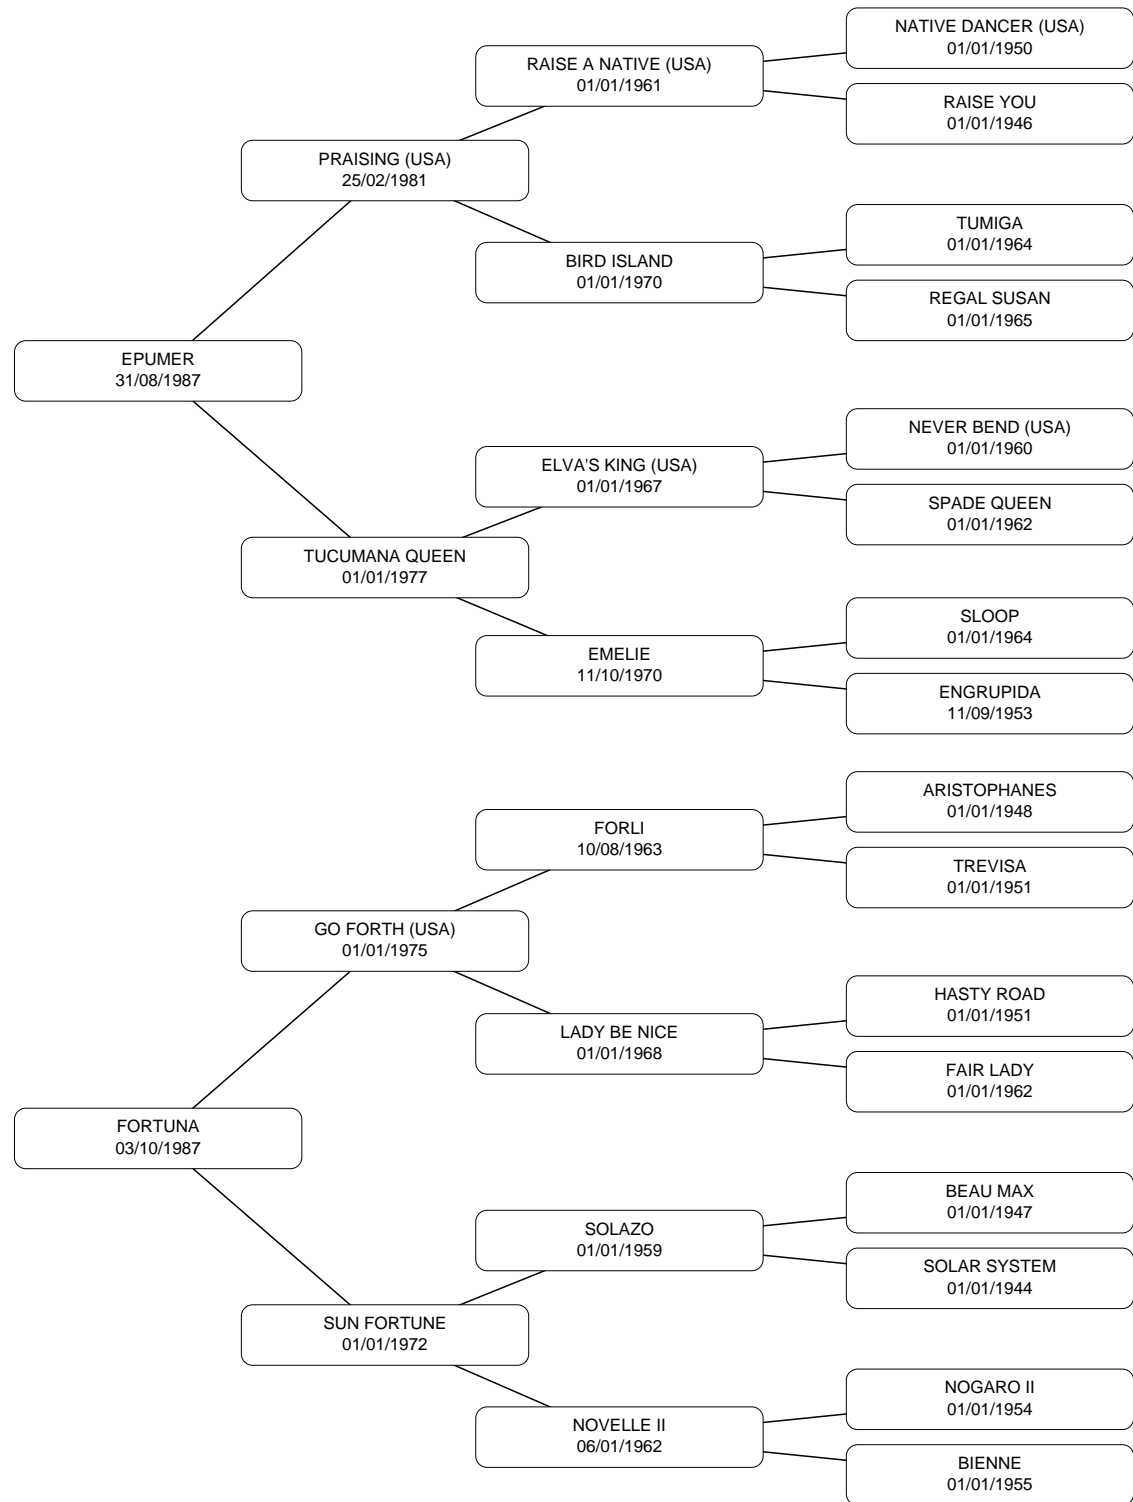 NATIVE DANCER (USA)
01/01/1950
RAISE A NATIVE (USA)
01/01/1961
RAISE YOU
01/01/1946
PRAISING (USA)
25/02/1981
TUMIGA
01/01/1964
BIRD ISLAND
01/01/1970
REGAL SUSAN
01/01/1965
EPUMER
31/08/1987
NEVER BEND (USA)
01/01/1960
ELVA'S KING (USA)
01/01/1967
SPADE QUEEN
01/01/1962
TUCUMANA QUEEN
01/01/1977
SLOOP
01/01/1964
EMELIE
11/10/1970
ENGRUPIDA
11/09/1953
ARISTOPHANES
01/01/1948
FORLI
10/08/1963
TREVISA
01/01/1951
GO FORTH (USA)
01/01/1975
HASTY ROAD
01/01/1951
LADY BE NICE
01/01/1968
FAIR LADY
01/01/1962
FORTUNA
03/10/1987
BEAU MAX
01/01/1947
SOLAZO
01/01/1959
SOLAR SYSTEM
01/01/1944
SUN FORTUNE
01/01/1972
NOGARO II
01/01/1954
NOVELLE II
06/01/1962
BIENNE
01/01/1955